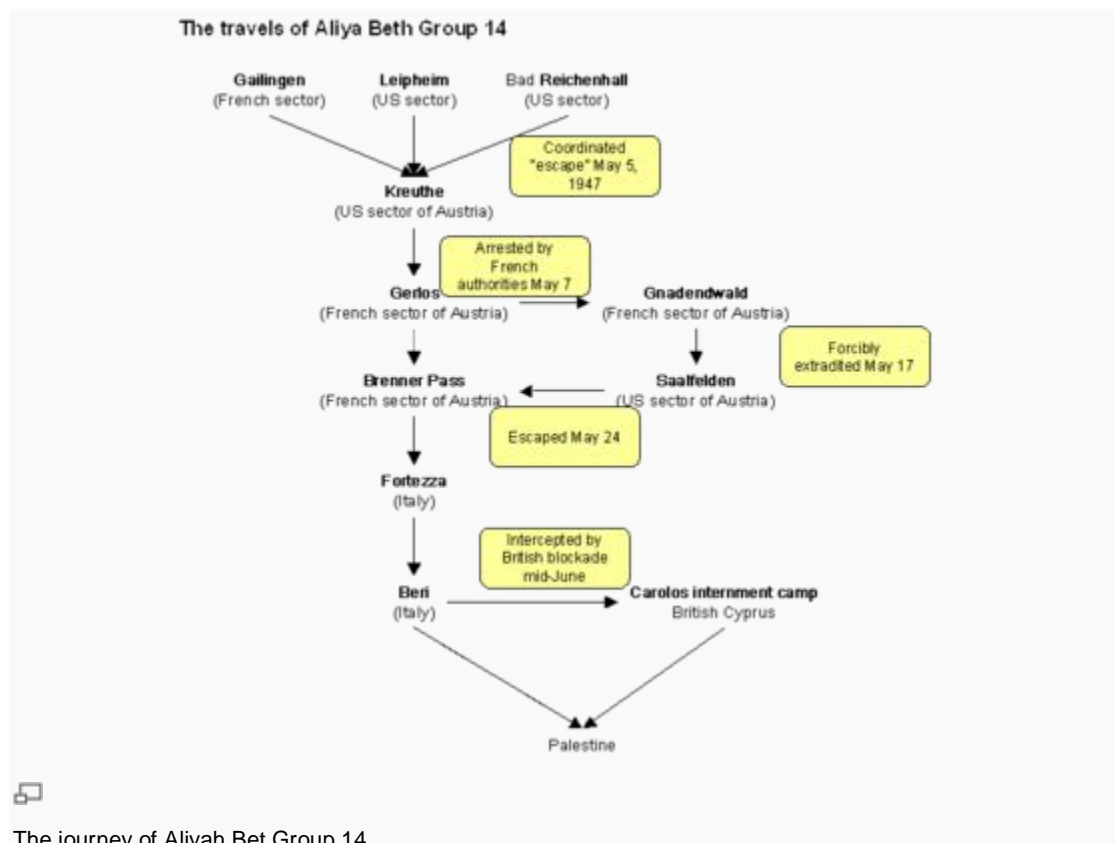 The travels of Aliya Beth Group 14
Gailingen
(French sector)
Leipheim
(US sector)
Bad Reichenhall
(US sector)
Coordinated
"escape" May 5,
1947
Kreuthe
(US sector of Austria)
Arrested by
French
authorities May 7
Gerlos
(French sector of Austria)
Gnadendwald
(French sector of Austria)
Forcibly
extradited May 17
Brenner Pass
(French sector of Austria)
Saalfelden
(US sector of Austria)
Escaped May 24
Fortezza
(Italy)
Intercepted by
British blockade
mid-June
Beri
(Italy)
Carolos internment camp
British Cyprus
Palestine
The journey of Aliyah Bet Group 14